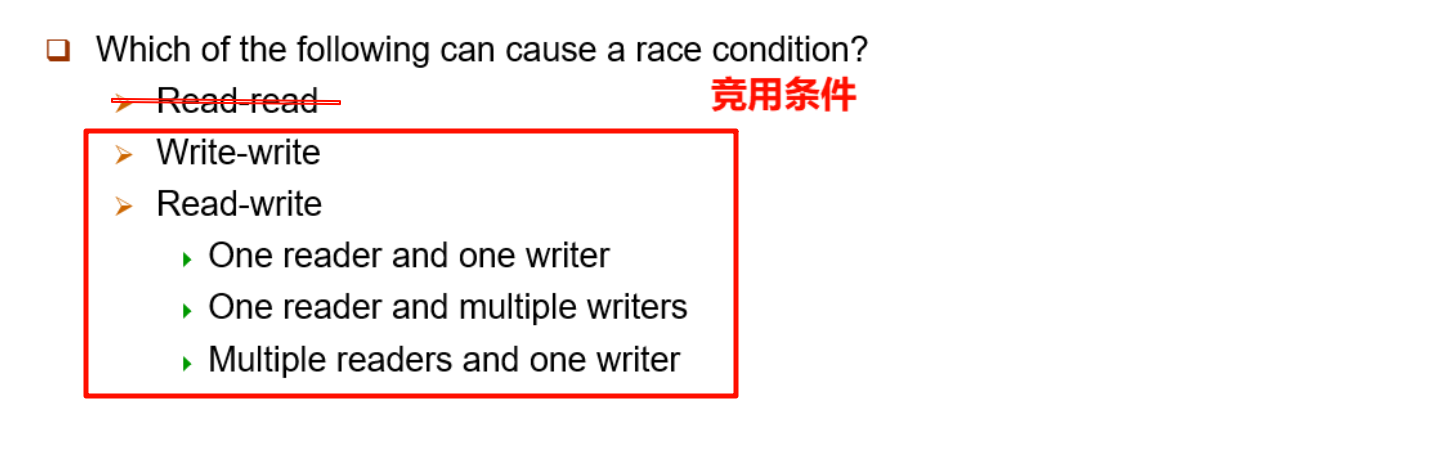 Which of the following can cause a race condition?
竞用条件
Read-read
Write-write
Read-write
One reader and one writer
One reader and multiple writers
Multiple readers and one writer